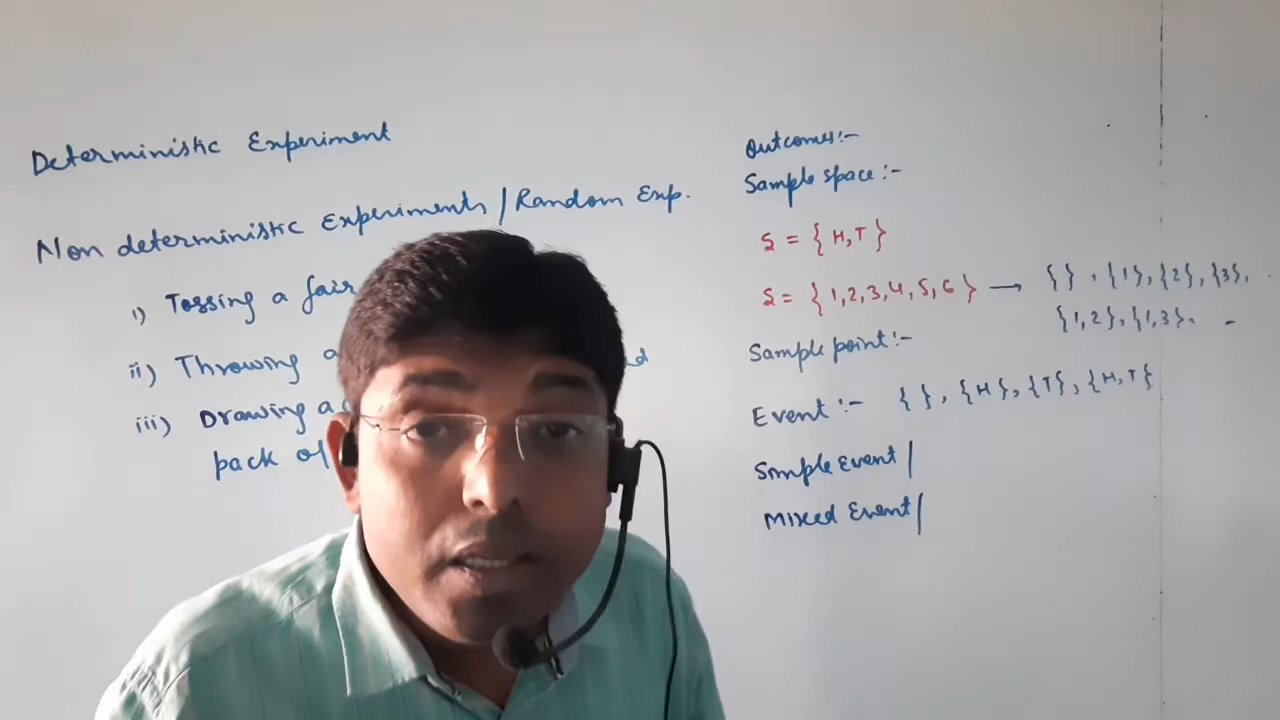 Deterministic Experiment
Non deterministic Experiments / Random Exp.
i) Tossing a fair
ii) Throwing a
iii) Drawing a
pack of
Outcomes:-
Sample space:-
S = { H, T }
S = { 1, 2, 3, 4, 5, 6 } → { } , {1}, {2}, {3},
{1, 2}, {1, 3}, -
Sample point:-
Event:- { } , {H}, {T}, {H, T}
Simple Event /
Mixed Event /